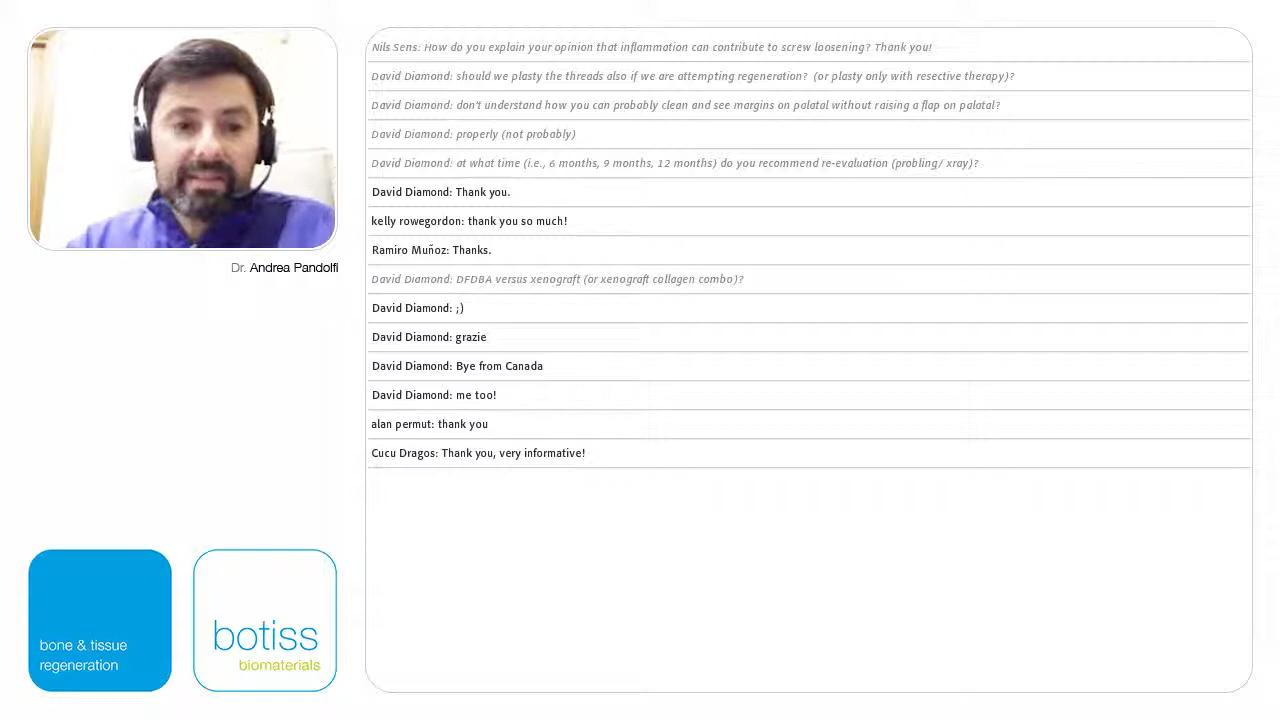 Nils Sens: How do you explain your opinion that inflammation can contribute to screw loosening? Thank you!
David Diamond: should we plasty the threads also if we are attempting regeneration? (or plasty only with resective therapy)?
David Diamond: don't understand how you can probably clean and see margins on palatal without raising a flap on palatal?
David Diamond: properly (not probably)
David Diamond: at what time (i.e., 6 months, 9 months, 12 months) do you recommend re-evaluation (probling/ xray)?
David Diamond: Thank you.
kelly rowegordon: thank you so much!
Ramiro Muñoz: Thanks.
David Diamond: DFDBA versus xenograft (or xenograft collagen combo)?
David Diamond: ;)
David Diamond: grazie
David Diamond: Bye from Canada
David Diamond: me too!
alan permut: thank you
Cucu Dragos: Thank you, very informative!
Dr. Andrea Pandolfi
bone & tissue
regeneration
botiss
biomaterials